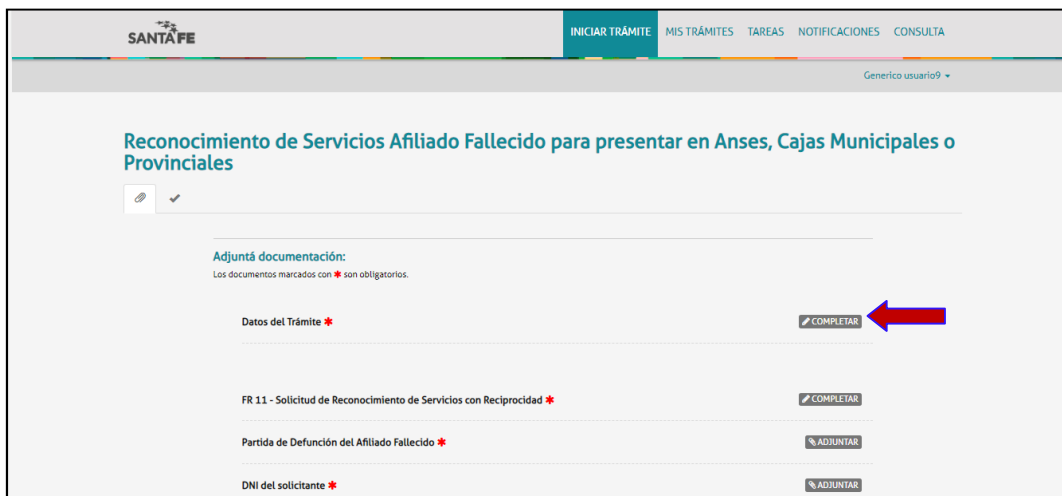 SANTA FE
INICIAR TRÁMITE MIS TRÁMITES TAREAS NOTIFICACIONES CONSULTA
Generico usuario9
Reconocimiento de Servicios Afiliado Fallecido para presentar en Anses, Cajas Municipales o
Provinciales
Adjuntá documentación:
Los documentos marcados con ✱ son obligatorios.
Datos del Trámite ✱ COMPLETAR
FR 11 - Solicitud de Reconocimiento de Servicios con Reciprocidad ✱ COMPLETAR
Partida de Defunción del Afiliado Fallecido ✱ ADJUNTAR
DNI del solicitante ✱ ADJUNTAR